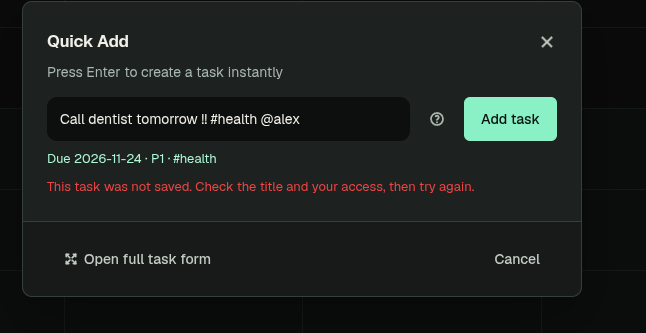 Quick Add
Press Enter to create a task instantly
Call dentist tomorrow !! #health @alex
Add task
Due 2026-11-24 · P1 · #health
This task was not saved. Check the title and your access, then try again.
Open full task form
Cancel